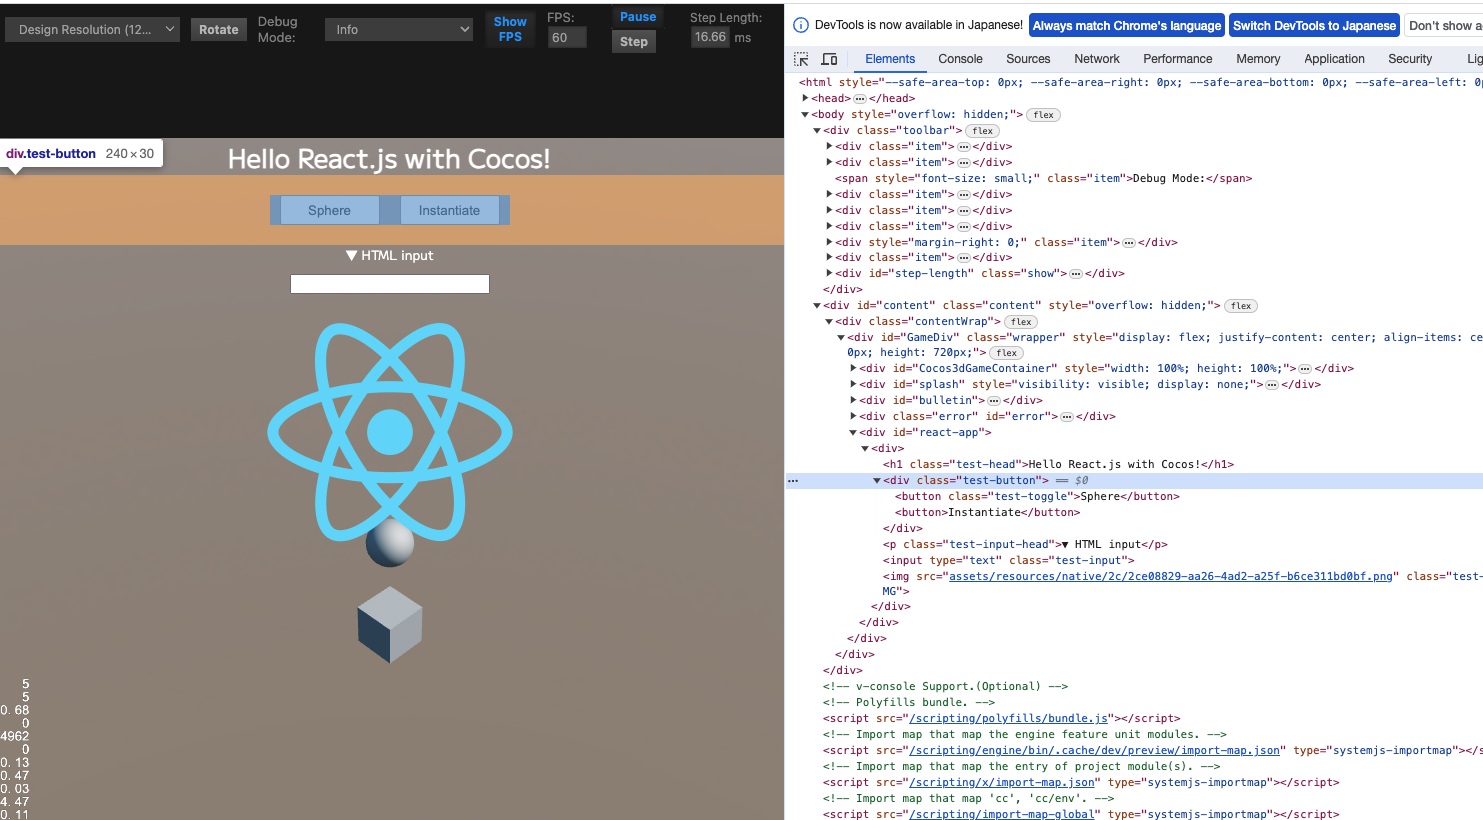 Design Resolution (12...
Rotate
Debug Mode:
Info
Show FPS
FPS:
60
Pause
Step
Step Length:
16.66 ms
div.test-button 240×30
Hello React.js with Cocos!
Sphere
Instantiate
▼ HTML input
5
5
0. 68
0
4962
0
0. 13
0. 47
0. 03
4. 47
0. 11
DevTools is now available in Japanese!
Always match Chrome's language
Switch DevTools to Japanese
Don't show a
Elements
Console
Sources
Network
Performance
Memory
Application
Security
Lig
<html style="--safe-area-top: 0px; --safe-area-right: 0px; --safe-area-bottom: 0px; --safe-area-left: 0p
▶<head>…</head>
▼<body style="overflow: hidden;"> flex
▼<div class="toolbar"> flex
▶<div class="item">…</div>
▶<div class="item">…</div>
<span style="font-size: small;" class="item">Debug Mode:</span>
▶<div class="item">…</div>
▶<div class="item">…</div>
▶<div class="item">…</div>
▶<div style="margin-right: 0;" class="item">…</div>
▶<div class="item">…</div>
▶<div id="step-length" class="show">…</div>
</div>
▼<div id="content" class="content" style="overflow: hidden;"> flex
▼<div class="contentWrap"> flex
▼<div id="GameDiv" class="wrapper" style="display: flex; justify-content: center; align-items: ce
0px; height: 720px;"> flex
▶<div id="Cocos3dGameContainer" style="width: 100%; height: 100%;">…</div>
▶<div id="splash" style="visibility: visible; display: none;">…</div>
▶<div id="bulletin">…</div>
▶<div class="error" id="error">…</div>
▼<div id="react-app">
▼<div>
<h1 class="test-head">Hello React.js with Cocos!</h1>
… ▼<div class="test-button"> == $0
<button class="test-toggle">Sphere</button>
<button>Instantiate</button>
</div>
<p class="test-input-head">▼ HTML input</p>
<input type="text" class="test-input">
<img src="assets/resources/native/2c/2ce08829-aa26-4ad2-a25f-b6ce311bd0bf.png" class="test-
MG">
</div>
</div>
</div>
</div>
</div>
<!-- v-console Support.(Optional) -->
<!-- Polyfills bundle. -->
<script src="/scripting/polyfills/bundle.js"></script>
<!-- Import map that map the engine feature unit modules. -->
<script src="/scripting/engine/bin/.cache/dev/preview/import-map.json" type="systemjs-importmap"></s
<!-- Import map that map the entry of project module(s). -->
<script src="/scripting/x/import-map.json" type="systemjs-importmap"></script>
<!-- Import map that map 'cc', 'cc/env'. -->
<script src="/scripting/import-map-global" type="systemjs-importmap"></script>